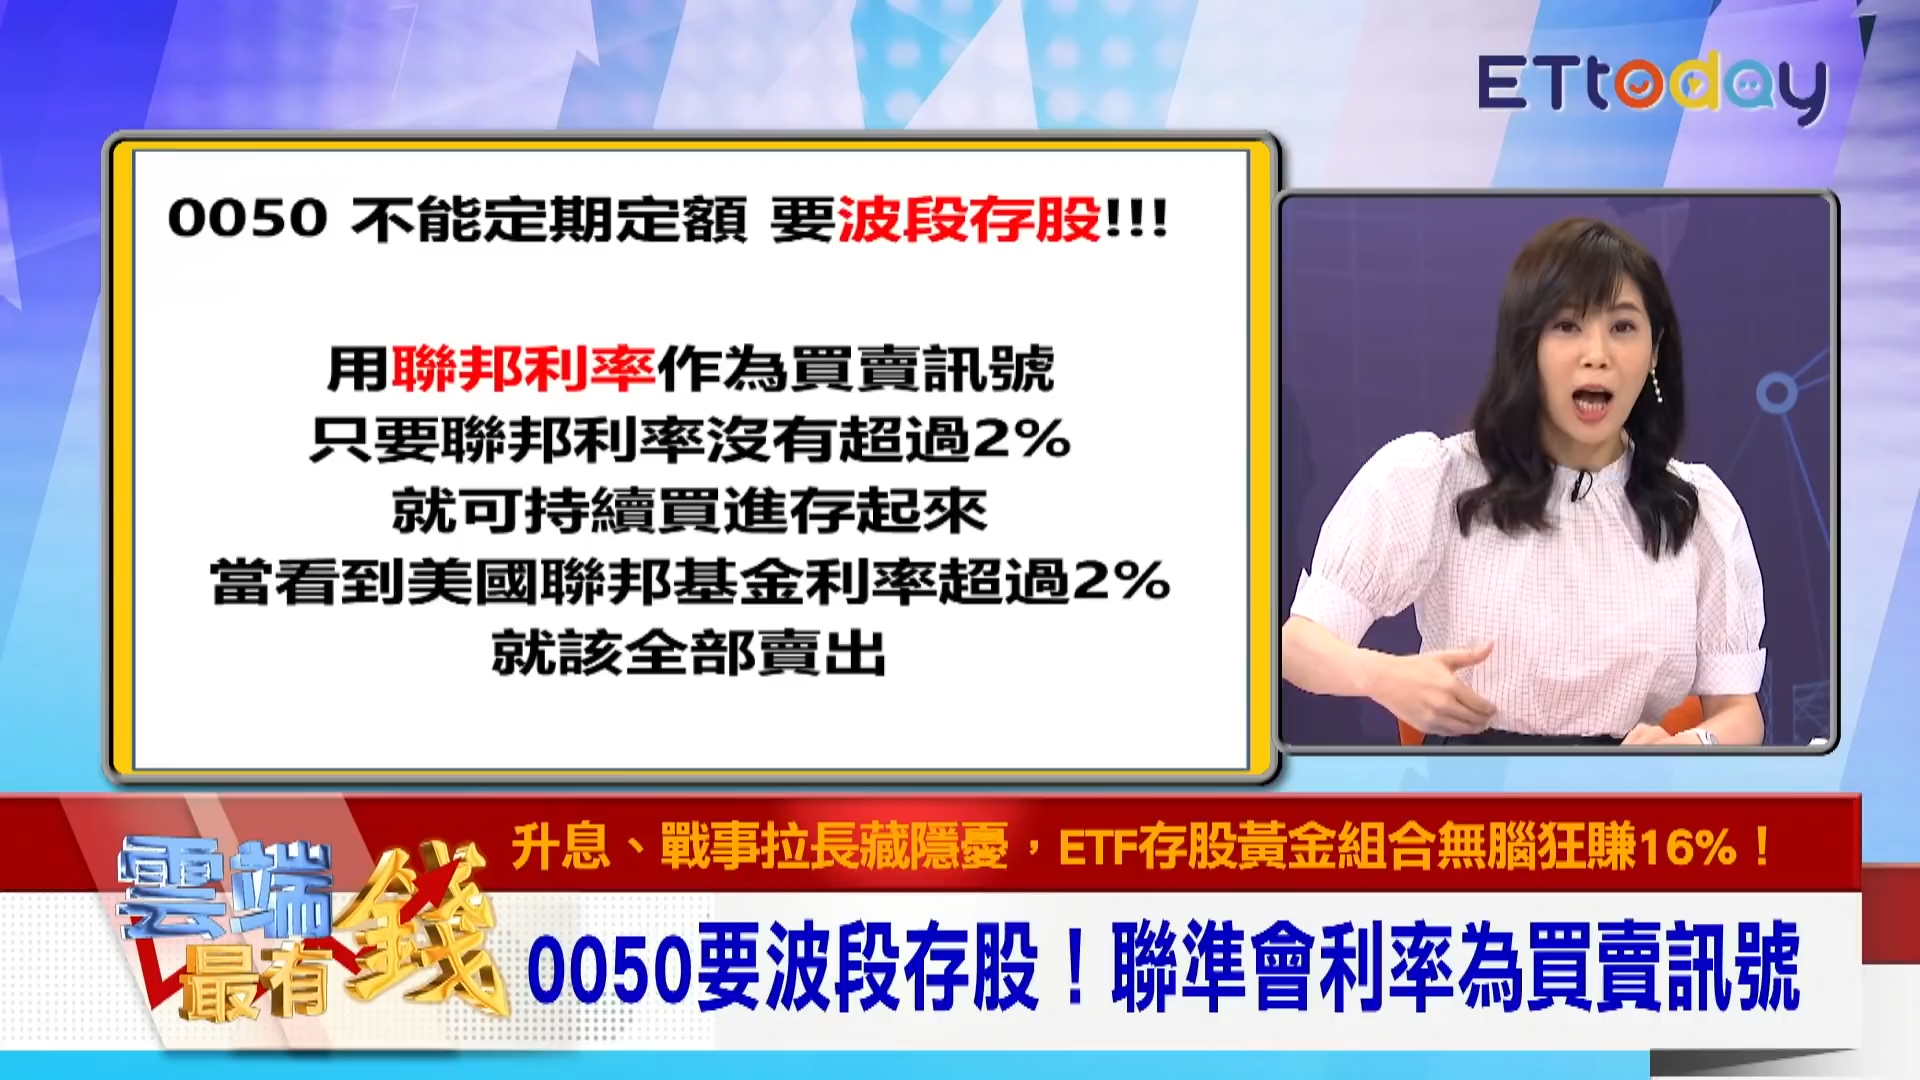 ETtoday
0050 不能定期定額 要波段存股!!!
用聯邦利率作為買賣訊號
只要聯邦利率沒有超過2%
就可持續買進存起來
當看到美國聯邦基金利率超過2%
就該全部賣出
升息、戰事拉長藏隱憂，ETF存股黃金組合無腦狂賺16%！
雲端
最有錢
0050要波段存股！聯準會利率為買賣訊號